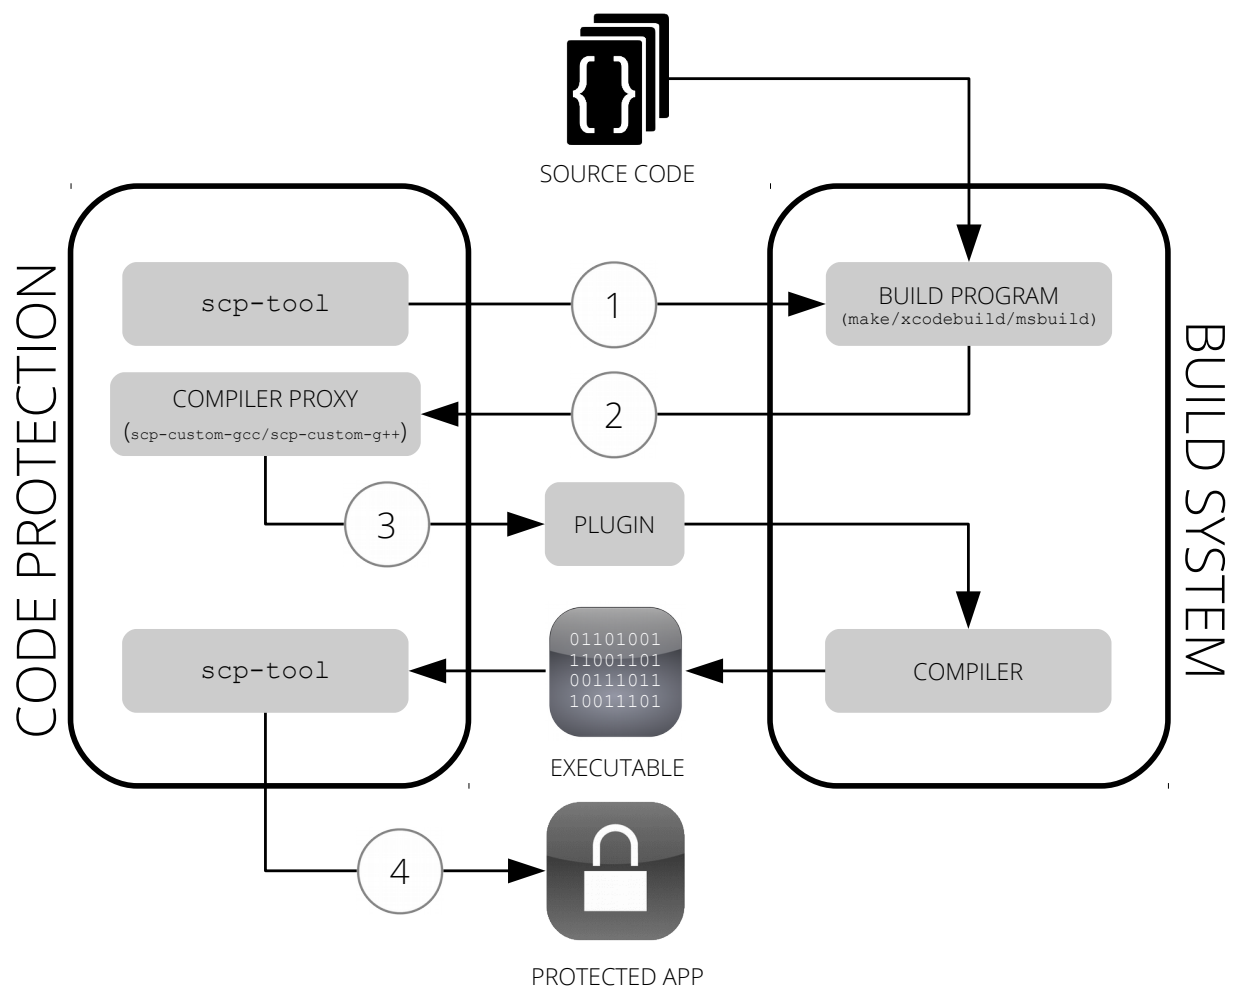 { }
SOURCE CODE
CODE PROTECTION
BUILD SYSTEM
scp-tool
1
BUILD PROGRAM
(make/xcodebuild/msbuild)
COMPILER PROXY
(scp-custom-gcc/scp-custom-g++)
2
3
PLUGIN
scp-tool
01101001
11001101
00111011
10011101
COMPILER
EXECUTABLE
4
PROTECTED APP